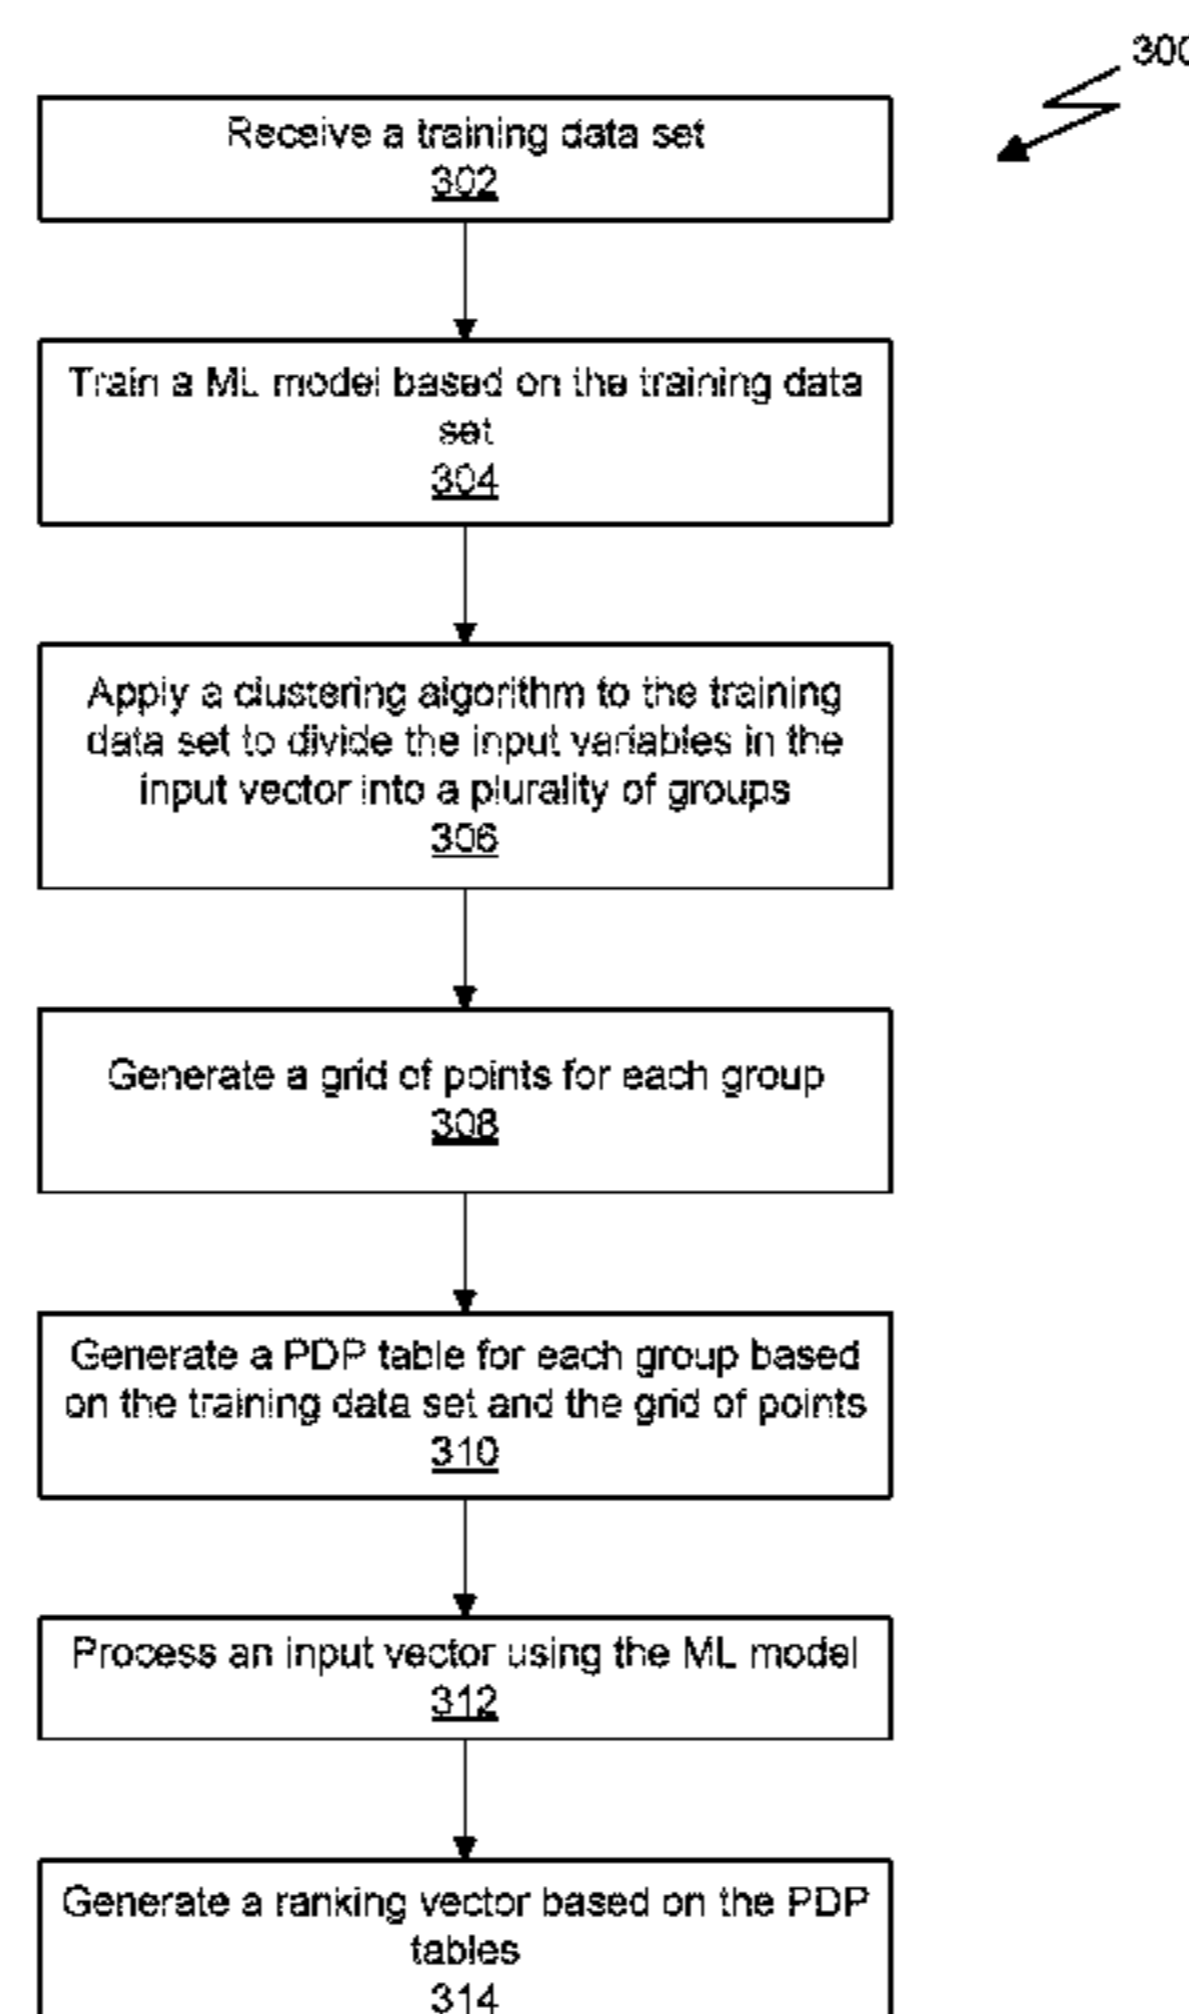 300
Receive a training data set
302
Train a ML model based on the training data
set
304
Apply a clustering algorithm to the training
data set to divide the input variables in the
input vector into a plurality of groups
306
Generate a grid of points for each group
308
Generate a PDP table for each group based
on the training data set and the grid of points
310
Process an input vector using the ML model
312
Generate a ranking vector based on the PDP
tables
314